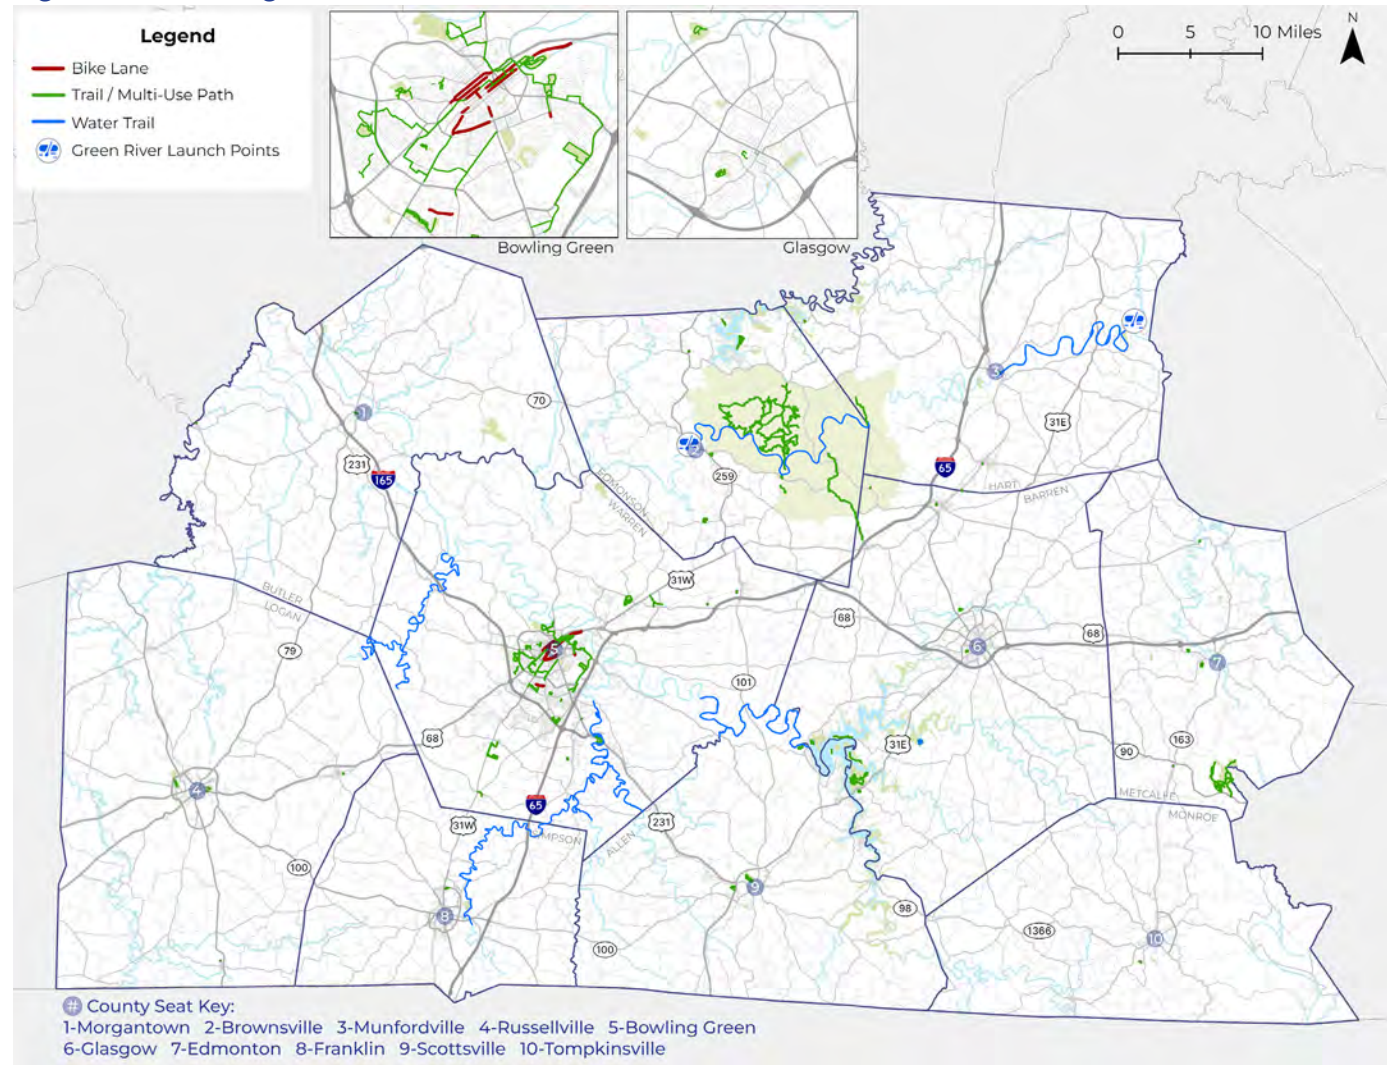 Legend
Bike Lane
Trail / Multi-Use Path
Water Trail
Green River Launch Points
Bowling Green
Glasgow
0 5 10 Miles
N
1
2
3
4
5
6
7
8
9
10
70
231
165
259
31E
65
HART
BARREN
EDMONSON
WARREN
31W
68
68
BUTLER
LOGAN
79
101
68
31E
90
163
METCALFE
MONROE
65
31W
SIMPSON
ALLEN
231
100
98
1366
100
# County Seat Key:
1-Morgantown 2-Brownsville 3-Munfordville 4-Russellville 5-Bowling Green
6-Glasgow 7-Edmonton 8-Franklin 9-Scottsville 10-Tompkinsville